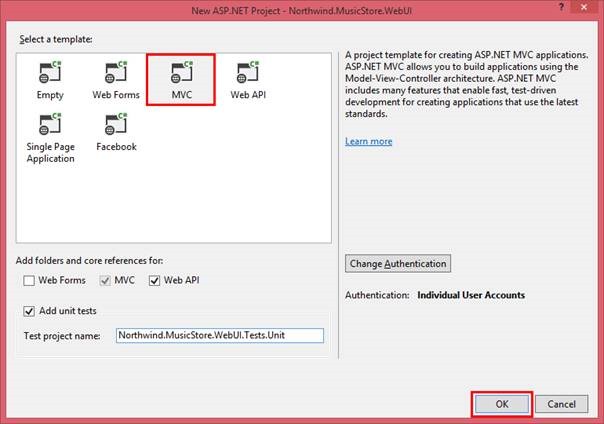 New ASP.NET Project - Northwind.MusicStore.WebUI
? x
Select a template:
C# C# C# C#
Empty Web Forms MVC Web API
C# C#
Single Page Application Facebook
A project template for creating ASP.NET MVC applications.
ASP.NET MVC allows you to build applications using the
Model-View-Controller architecture. ASP.NET MVC
includes many features that enable fast, test-driven
development for creating applications that use the latest
standards.
Learn more
Add folders and core references for:
Web Forms MVC Web API
Add unit tests
Test project name: Northwind.MusicStore.WebUI.Tests.Unit
Change Authentication
Authentication: Individual User Accounts
OK Cancel